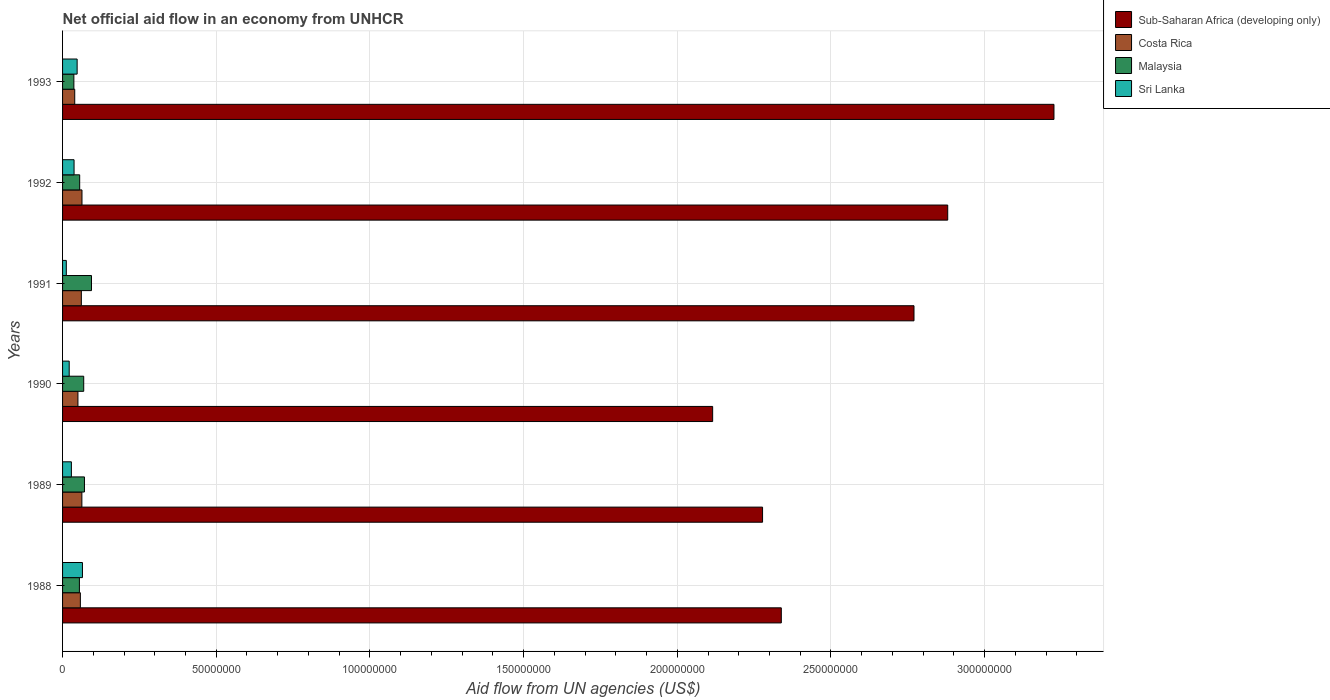 Net official aid flow in an economy from UNHCR
Sub-Saharan Africa (developing only)
Costa Rica
Malaysia
Sri Lanka
1993
1992
1991
1990
1989
1988
Years
50000000
100000000
150000000
200000000
250000000
300000000
Aid flow from UN agencies (US$)